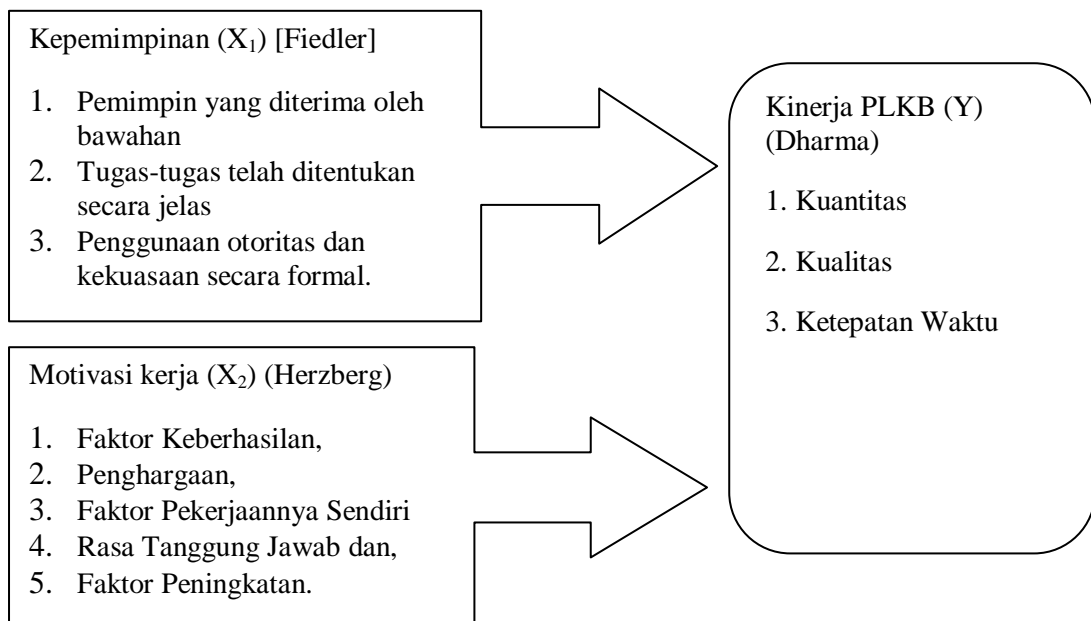 Kepemimpinan (X₁) [Fiedler]
1. Pemimpin yang diterima oleh
bawahan
2. Tugas-tugas telah ditentukan
secara jelas
3. Penggunaan otoritas dan
kekuasaan secara formal.
Motivasi kerja (X₂) (Herzberg)
1. Faktor Keberhasilan,
2. Penghargaan,
3. Faktor Pekerjaannya Sendiri
4. Rasa Tanggung Jawab dan,
5. Faktor Peningkatan.
Kinerja PLKB (Y)
(Dharma)
1. Kuantitas
2. Kualitas
3. Ketepatan Waktu